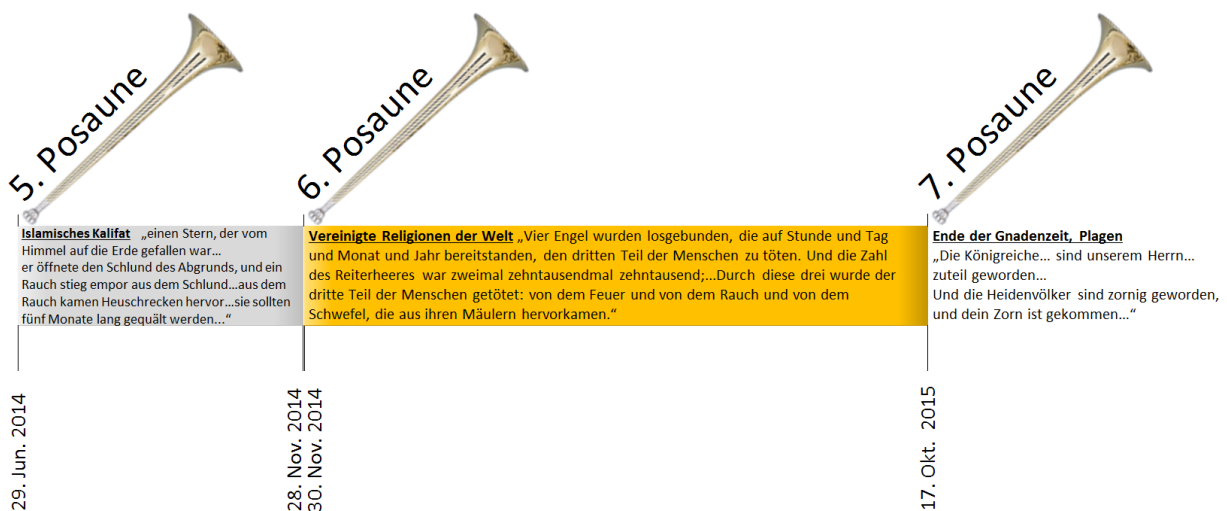 5. Posaune
6. Posaune
7. Posaune
Islamisches Kalifat „einen Stern, der vom
Himmel auf die Erde gefallen war...
er öffnete den Schlund des Abgrunds, und ein
Rauch stieg empor aus dem Schlund...aus dem
Rauch kamen Heuschrecken hervor...sie sollten
fünf Monate lang gequält werden...“
Vereinigte Religionen der Welt „Vier Engel wurden losgebunden, die auf Stunde und Tag
und Monat und Jahr bereitstanden, den dritten Teil der Menschen zu töten. Und die Zahl
des Reiterheeres war zweimal zehntausendmal zehntausend;...Durch diese drei wurde der
dritte Teil der Menschen getötet: von dem Feuer und von dem Rauch und von dem
Schwefel, die aus ihren Mäulern hervorkamen.“
Ende der Gnadenzeit, Plagen
„Die Königreiche... sind unserem Herrn...
zuteil geworden...
Und die Heidenvölker sind zornig geworden,
und dein Zorn ist gekommen...“
29. Jun. 2014
28. Nov. 2014
30. Nov. 2014
17. Okt. 2015